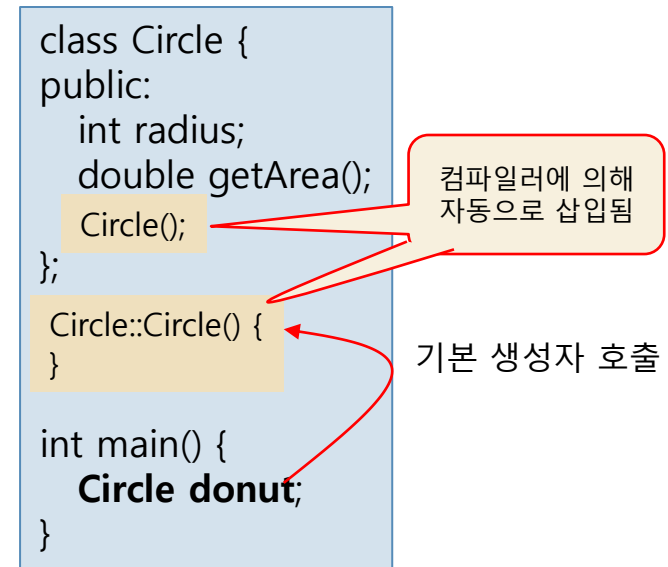 class Circle {
public:
int radius;
double getArea();
Circle();
};
컴파일러에 의해
자동으로 삽입됨
Circle::Circle() {
}
기본 생성자 호출
int main() {
Circle donut;
}